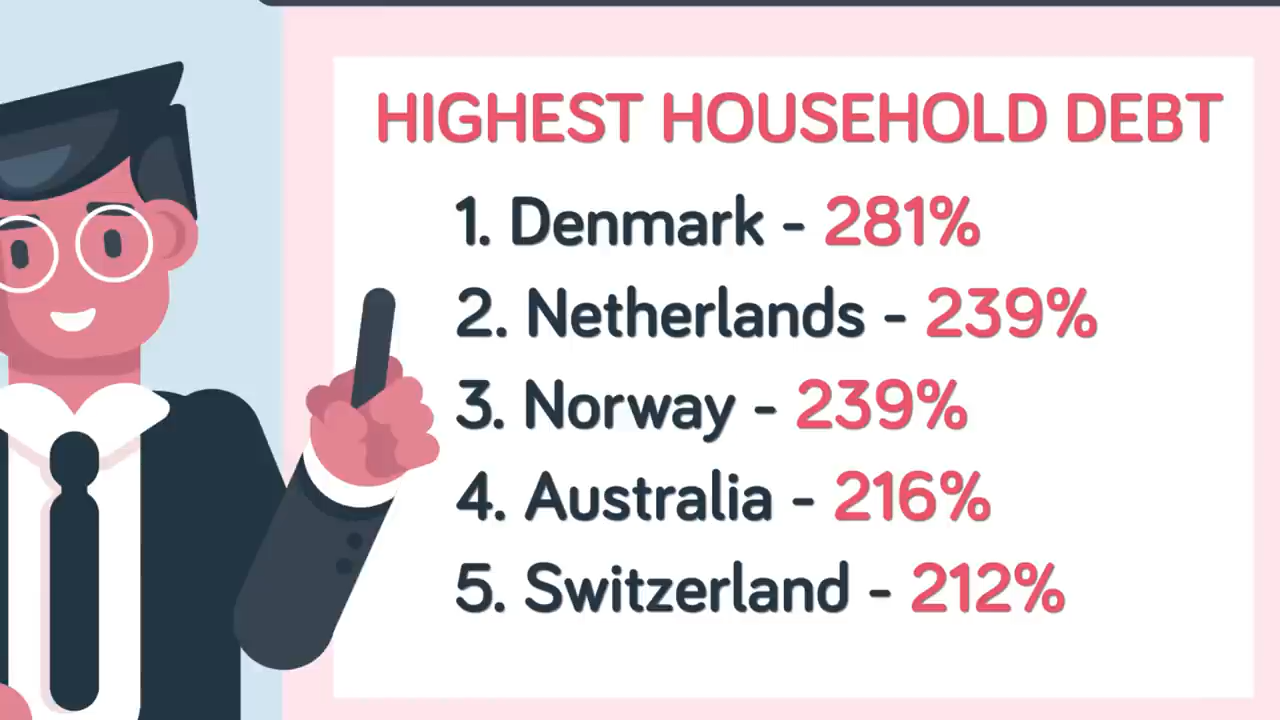 HIGHEST HOUSEHOLD DEBT
1. Denmark - 281%
2. Netherlands - 239%
3. Norway - 239%
4. Australia - 216%
5. Switzerland - 212%